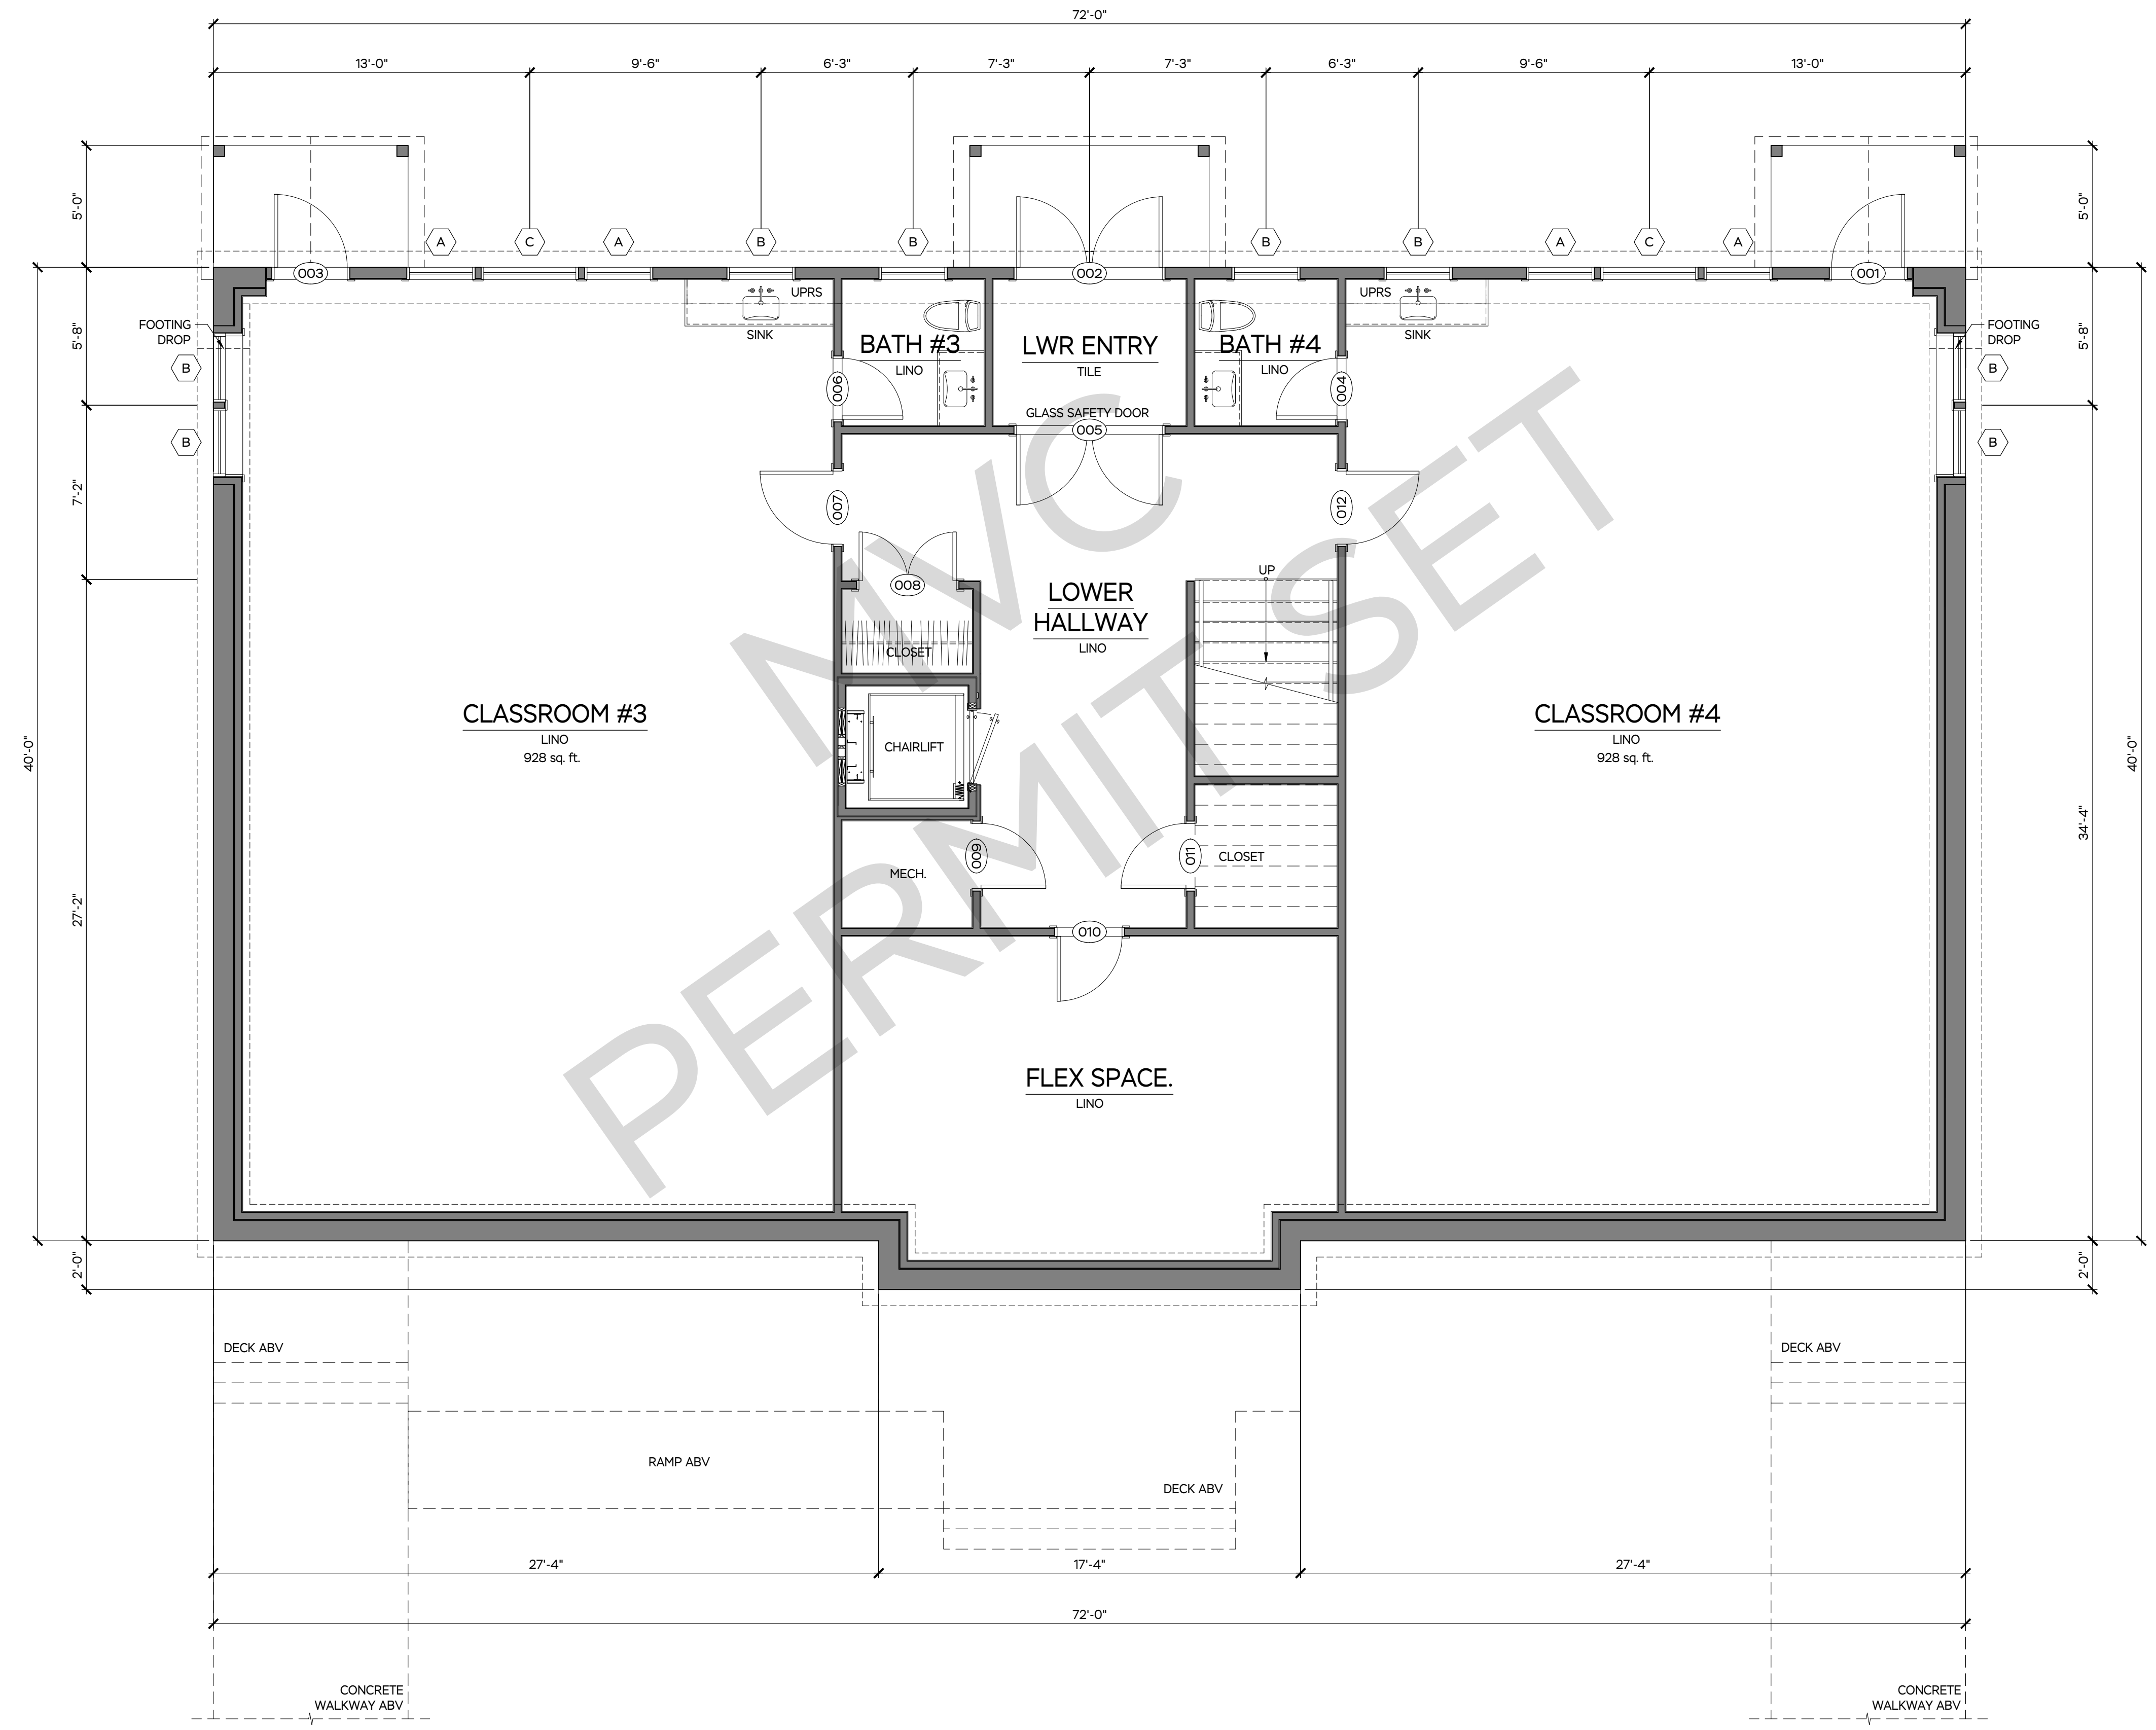 72'-0"
13'-0" 9'-6" 6'-3" 7'-3" 7'-3" 6'-3" 9'-6" 13'-0"
5'-0" 5'-0"
A C A B B B B A C A
003 002 001
UPRS UPRS
FOOTING
DROP
SINK
BATH #3
LINO
LWR ENTRY
TILE
BATH #4
LINO
SINK
FOOTING
DROP
5'-8" 5'-8"
B B
006 004
GLASS SAFETY DOOR
005
B B
7'-2"
007 012
008
UP
LOWER
HALLWAY
LINO
CLOSET
CLASSROOM #3
LINO
928 sq. ft.
CHAIRLIFT
CLASSROOM #4
LINO
928 sq. ft.
40'-0" 40'-0"
34'-4"
009 011
CLOSET
MECH.
27'-2"
010
FLEX SPACE.
LINO
MVC
PERMIT SET
2'-0" 2'-0"
DECK ABV DECK ABV
RAMP ABV
DECK ABV
27'-4" 17'-4" 27'-4"
72'-0"
CONCRETE
WALKWAY ABV
CONCRETE
WALKWAY ABV